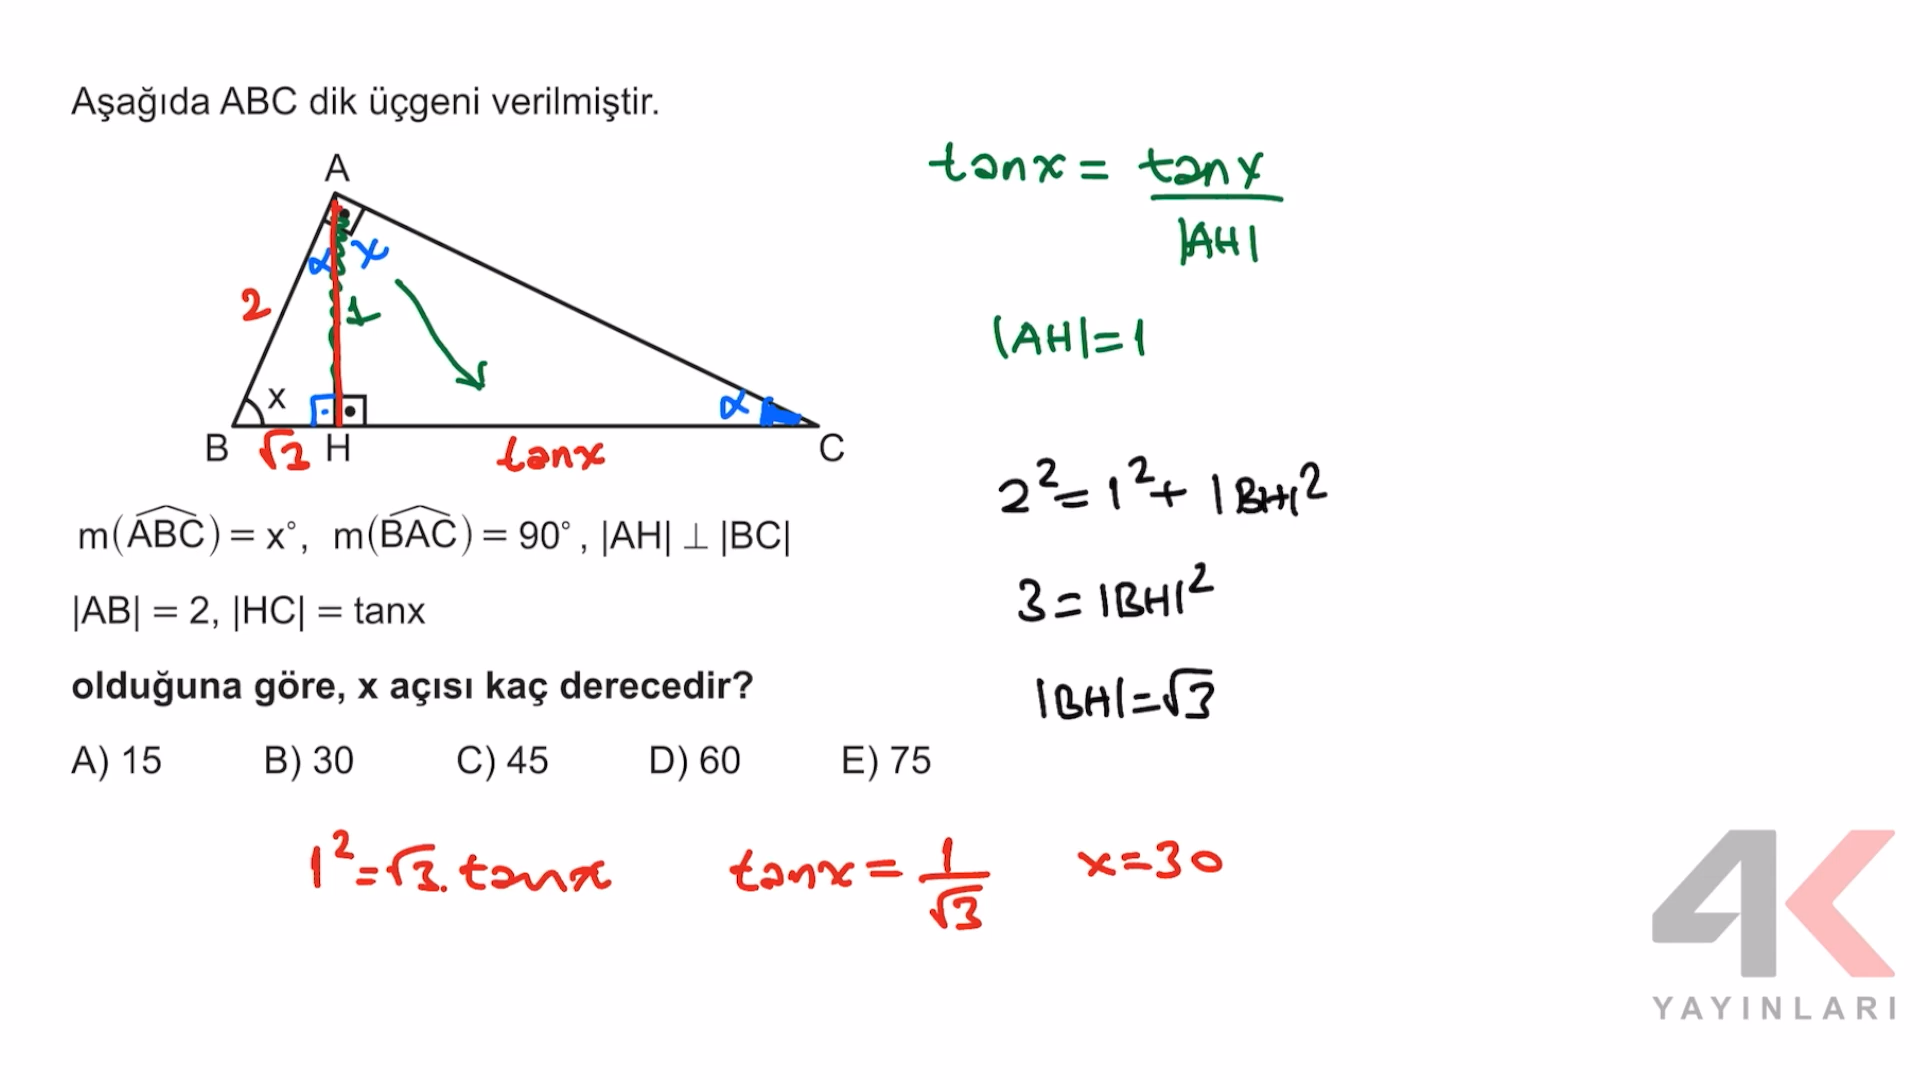 Aşağıda ABC dik üçgeni verilmiştir.
A
α x
2
1
x
α
B √3 H tanx C
m(ABC) = x°, m(BAC) = 90°, |AH| ⊥ |BC|
|AB| = 2, |HC| = tanx
olduğuna göre, x açısı kaç derecedir?
A) 15 B) 30 C) 45 D) 60 E) 75
1² = √3 . tanx tanx = 1/√3 x = 30
tanx = tanx/|AH|
|AH| = 1
2² = 1² + |BH|²
3 = |BH|²
|BH| = √3
4K
YAYINLARI